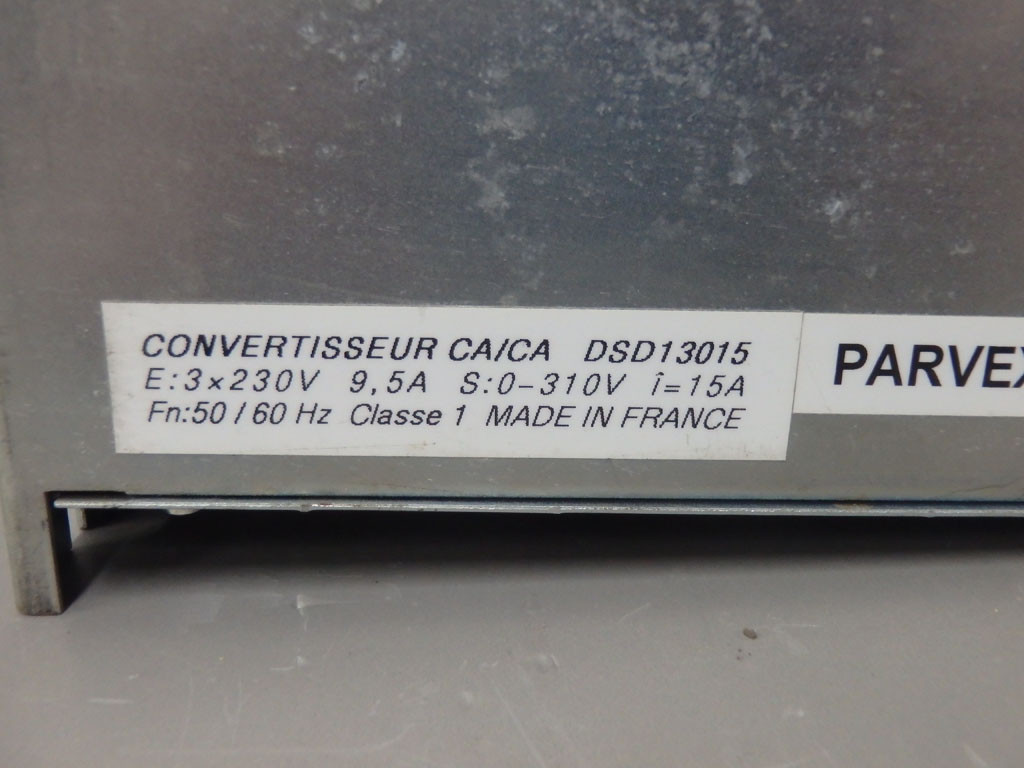 CONVERTISSEUR CA/CA DSD13015
E:3×230V 9,5A S:0-310V î=15A
Fn:50/60 Hz Classe 1 MADE IN FRANCE
PARVEX